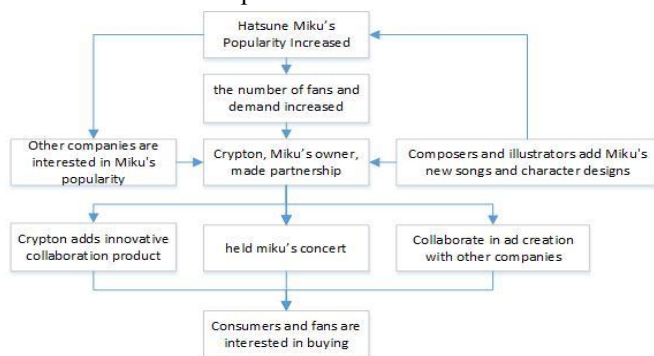 Hatsune Miku's
Popularity Increased
the number of fans and
demand increased
Other companies are
interested in Miku's
popularity
Crypton, Miku's owner,
made partnership
Composers and illustrators add Miku's
new songs and character designs
Crypton adds innovative
collaboration product
held miku's concert
Collaborate in ad creation
with other companies
Consumers and fans are
interested in buying